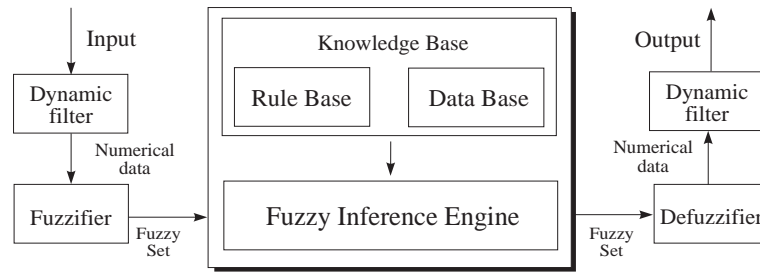 Input
Dynamic
filter
Numerical
data
Fuzzifier
Fuzzy
Set
Knowledge Base
Rule Base
Data Base
Fuzzy Inference Engine
Fuzzy
Set
Defuzzifier
Numerical
data
Dynamic
filter
Output